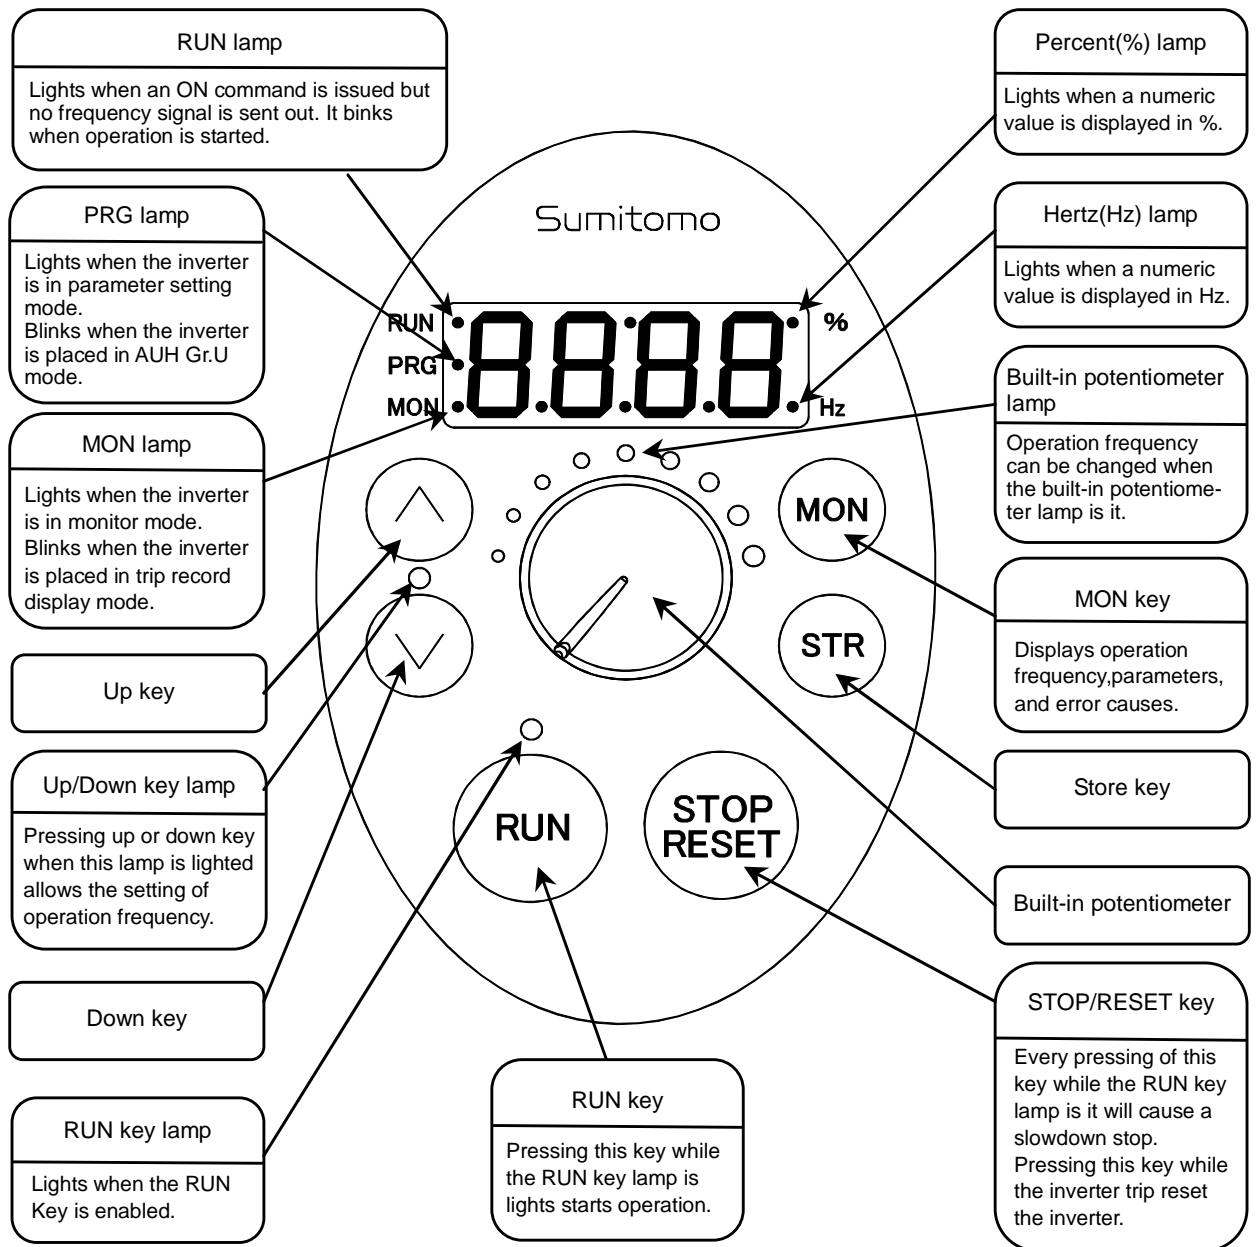 RUN lamp
Lights when an ON command is issued but
no frequency signal is sent out. It binks
when operation is started.
PRG lamp
Lights when the inverter
is in parameter setting
mode.
Blinks when the inverter
is placed in AUH Gr.U
mode.
MON lamp
Lights when the inverter
is in monitor mode.
Blinks when the inverter
is placed in trip record
display mode.
Up key
Up/Down key lamp
Pressing up or down key
when this lamp is lighted
allows the setting of
operation frequency.
Down key
RUN key lamp
Lights when the RUN
Key is enabled.
Sumitomo
RUN
PRG
MON
8.8.8.8.
%
Hz
MON
STR
RUN
STOP
RESET
RUN key
Pressing this key while
the RUN key lamp is
lights starts operation.
Percent(%) lamp
Lights when a numeric
value is displayed in %.
Hertz(Hz) lamp
Lights when a numeric
value is displayed in Hz.
Built-in potentiometer
lamp
Operation frequency
can be changed when
the built-in potentiome-
ter lamp is it.
MON key
Displays operation
frequency,parameters,
and error causes.
Store key
Built-in potentiometer
STOP/RESET key
Every pressing of this
key while the RUN key
lamp is it will cause a
slowdown stop.
Pressing this key while
the inverter trip reset
the inverter.